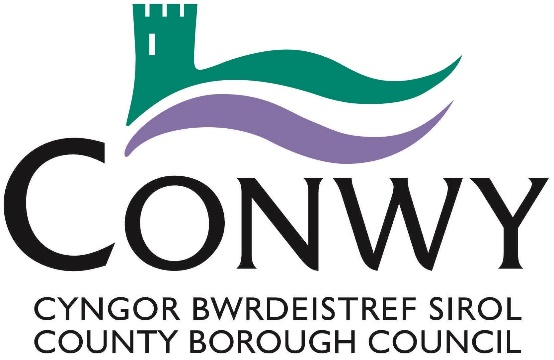 CONWY
CYNGOR BWRDEISTREF SIROL
COUNTY BOROUGH COUNCIL